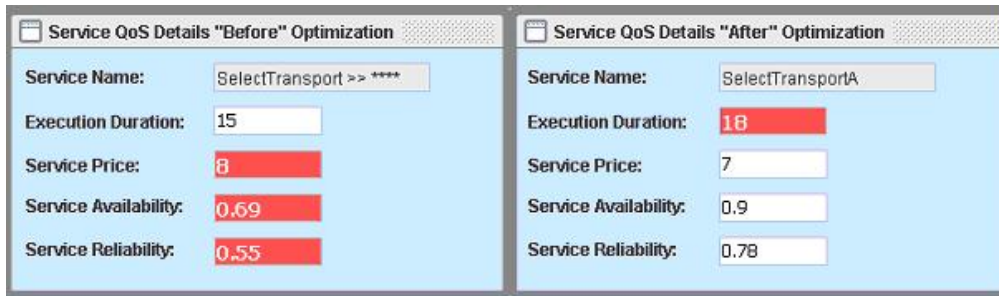 Service QoS Details "Before" Optimization
Service Name: SelectTransport >> ****
Execution Duration: 15
Service Price: 8
Service Availability: 0.69
Service Reliability: 0.55
Service QoS Details "After" Optimization
Service Name: SelectTransportA
Execution Duration: 18
Service Price: 7
Service Availability: 0.9
Service Reliability: 0.78